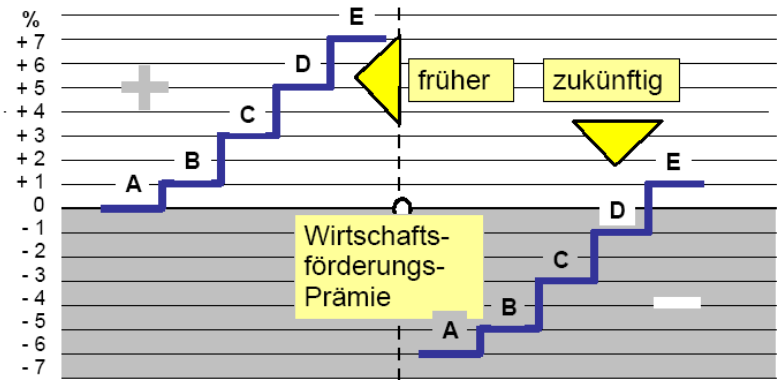 %
+ 7
+ 6
+ 5
+ 4
+ 3
+ 2
+ 1
0
- 1
- 2
- 3
- 4
- 5
- 6
- 7
A
B
C
D
E
früher
zukünftig
Wirtschafts-
förderungs-
Prämie
A
B
C
D
E